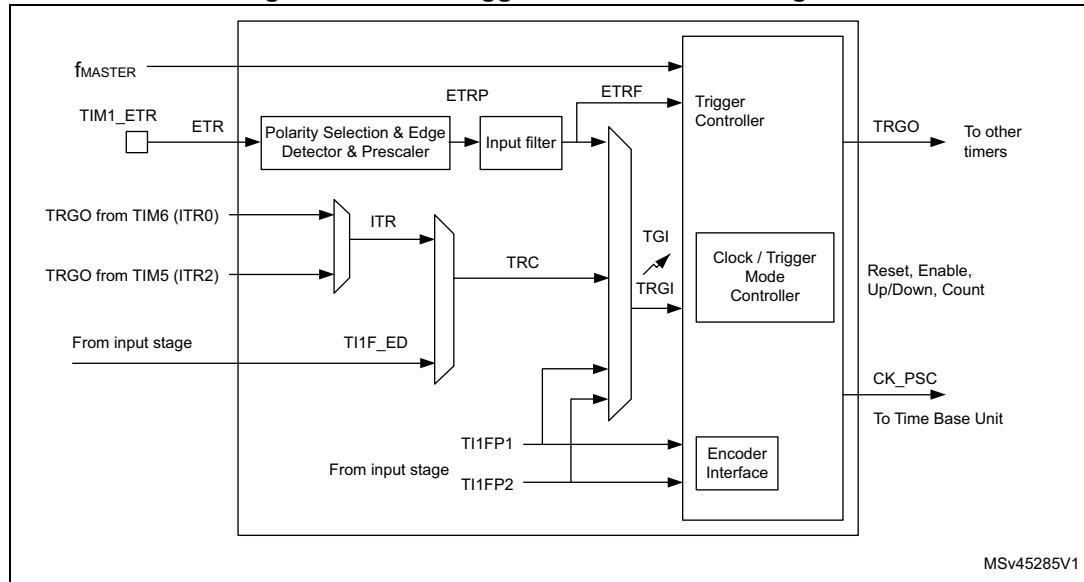 fMASTER
TIM1_ETR
ETR
Polarity Selection & Edge
Detector & Prescaler
ETRP
Input filter
ETRF
Trigger
Controller
TRGO
To other
timers
TRGO from TIM6 (ITR0)
ITR
TRGO from TIM5 (ITR2)
TRC
TGI
TRGI
Clock / Trigger
Mode
Controller
Reset, Enable,
Up/Down, Count
From input stage
TI1F_ED
CK_PSC
To Time Base Unit
TI1FP1
From input stage
TI1FP2
Encoder
Interface
MSv45285V1